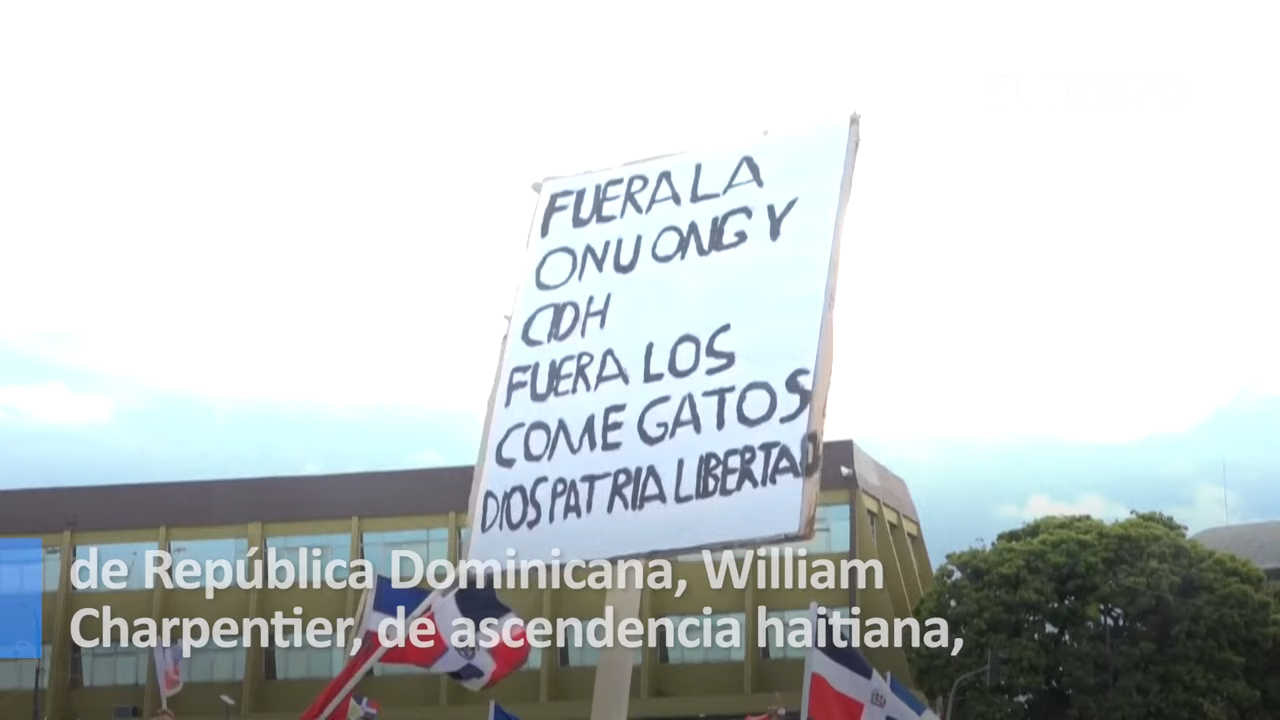 FUERA LA
ONU ONG Y
CIDH
FUERA LOS
COME GATOS
DIOS PATRIA LIBERTAD
de República Dominicana, William
Charpentier, de ascendencia haitiana,